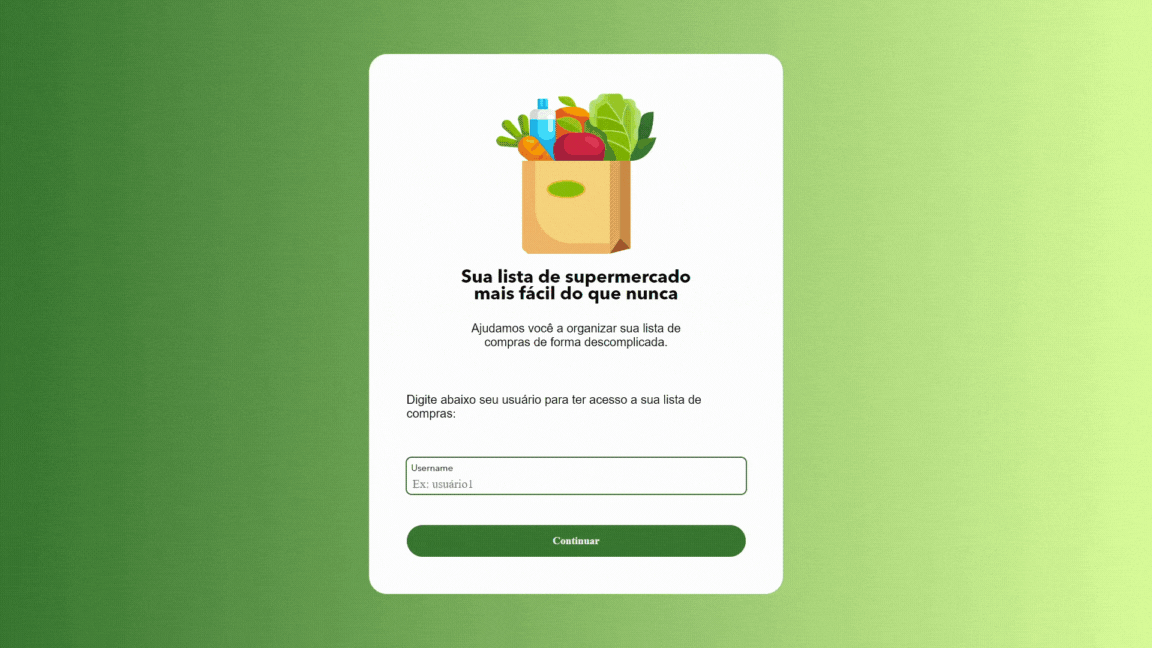 Sua lista de supermercado
mais fácil do que nunca
Ajudamos você a organizar sua lista de
compras de forma descomplicada.
Digite abaixo seu usuário para ter acesso a sua lista de
compras:
Username
Ex: usuário1
Continuar